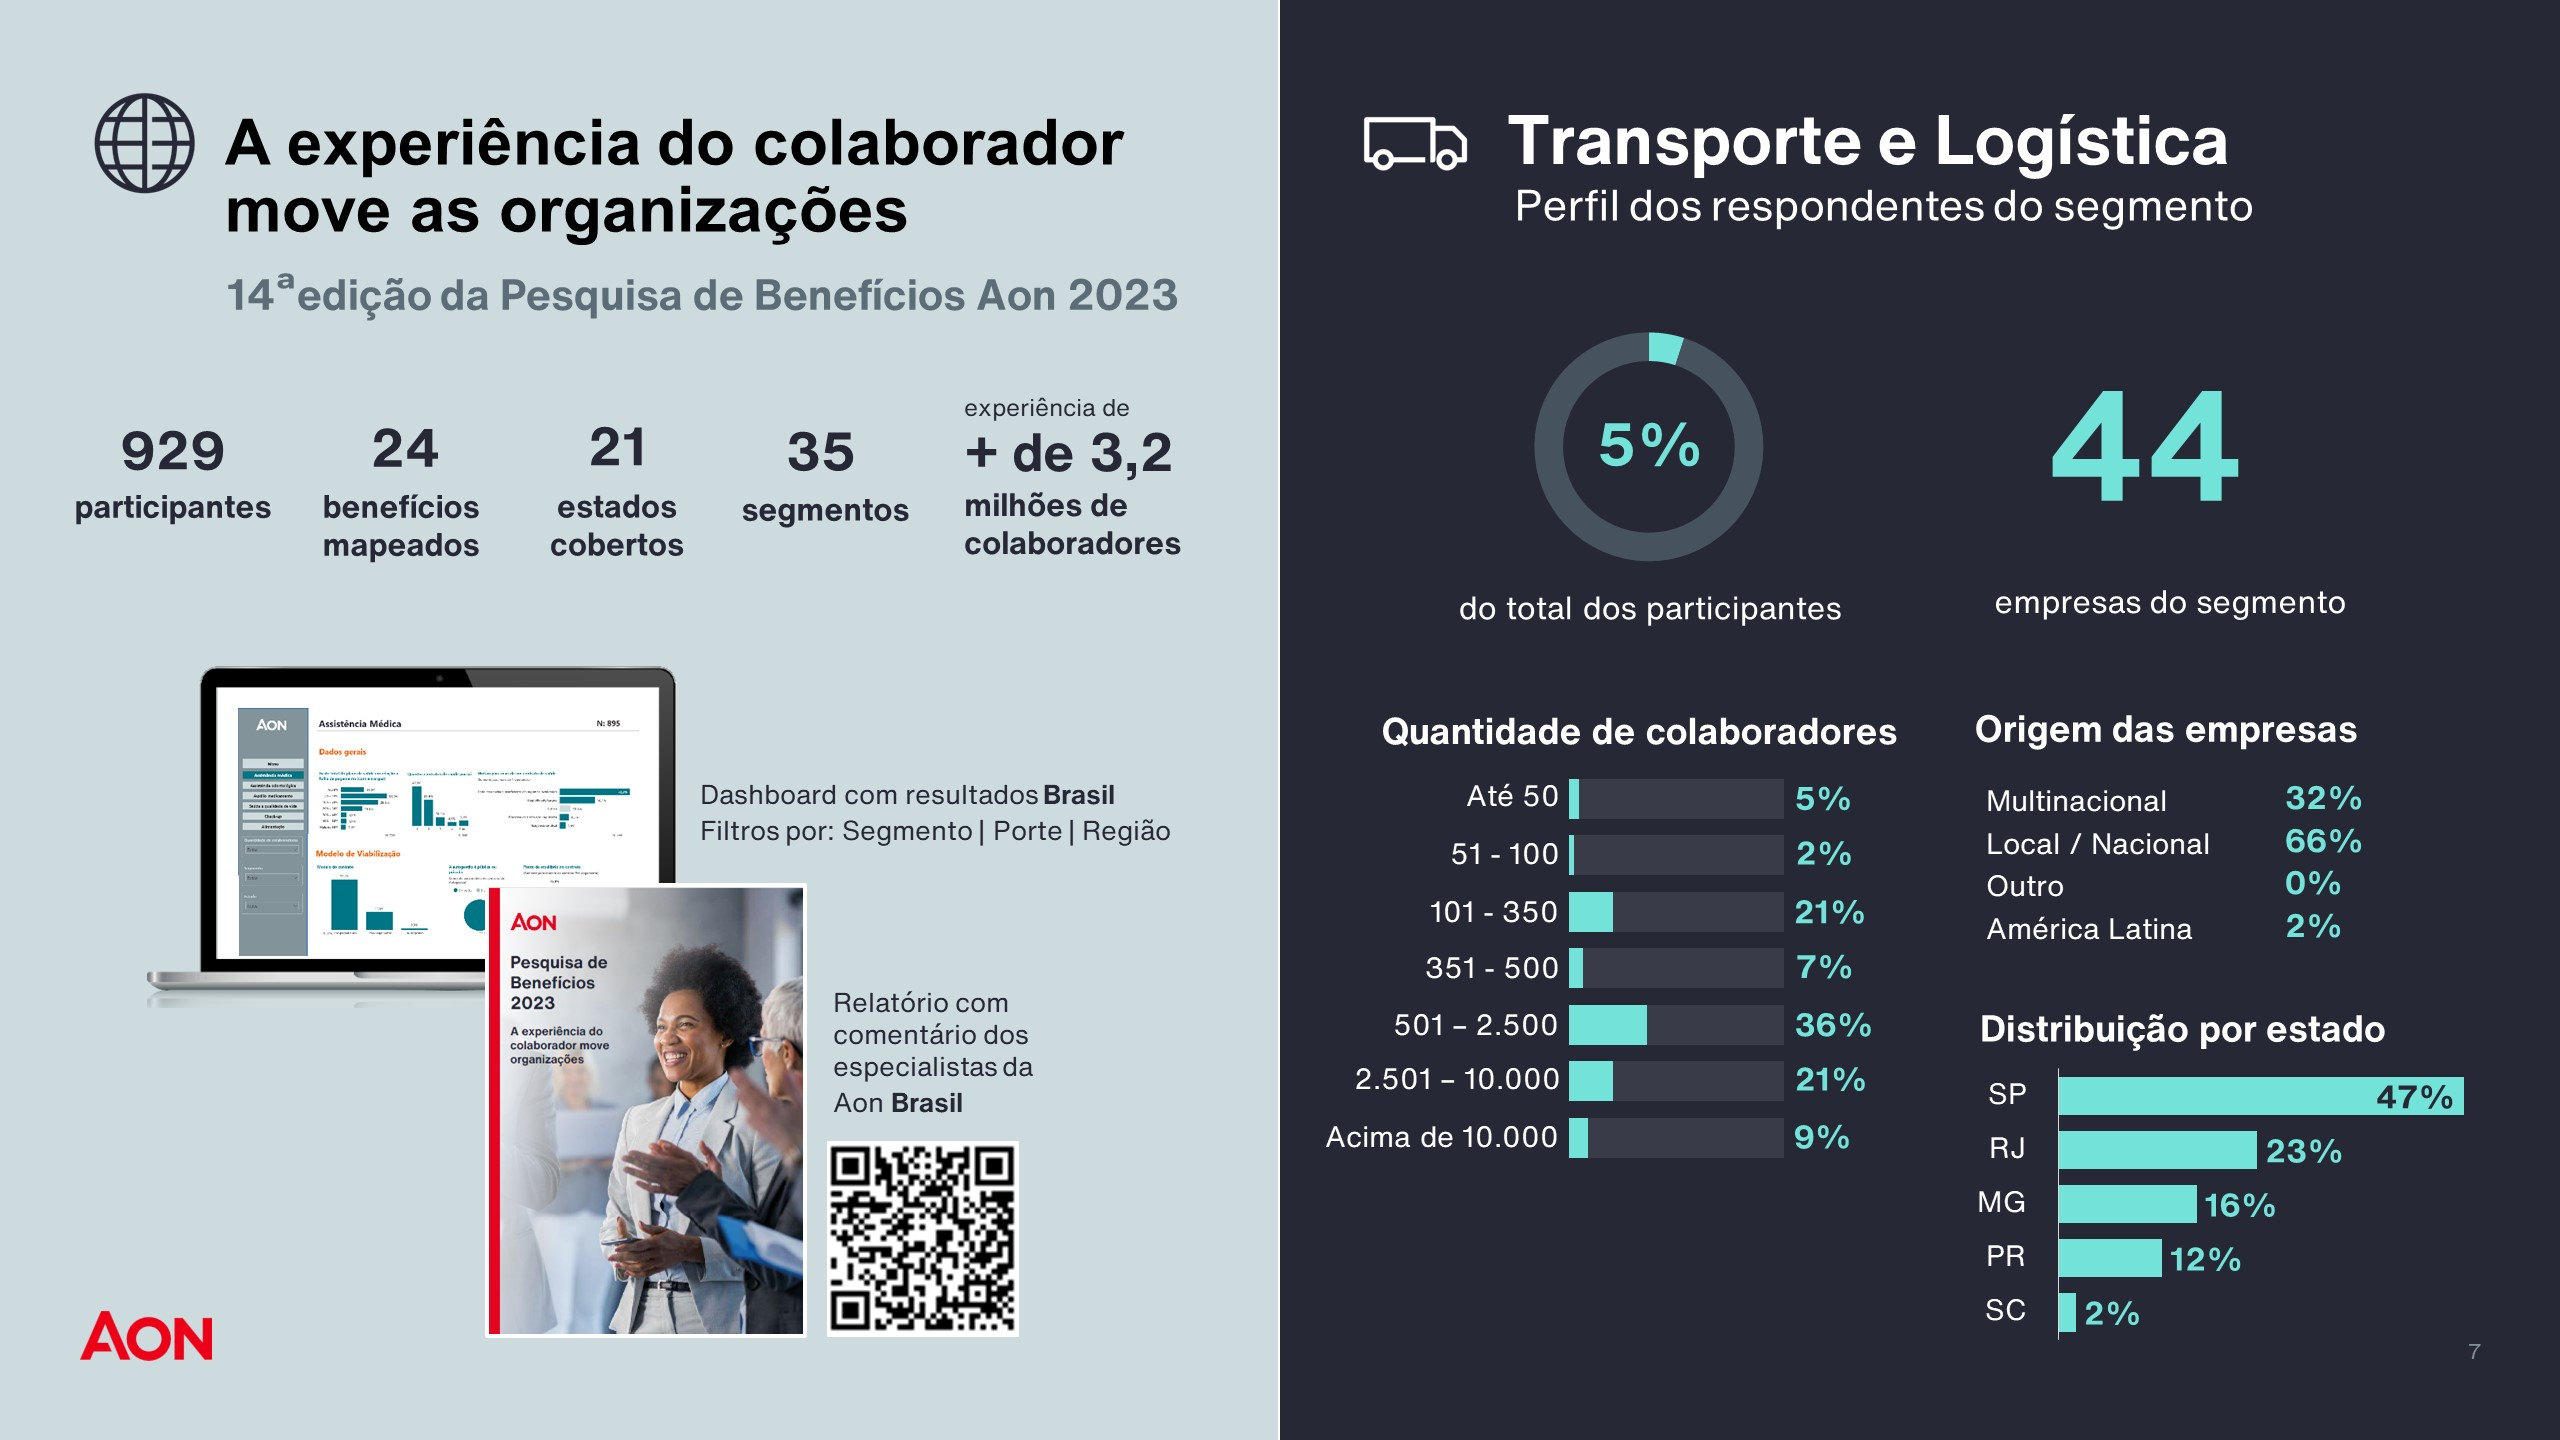 A experiência do colaborador
move as organizações
14ª edição da Pesquisa de Benefícios Aon 2023
929
participantes
24
benefícios
mapeados
21
estados
cobertos
35
segmentos
experiência de
+ de 3,2
milhões de
colaboradores
AON
Assistência Médica
N: 895
Dados gerais
Modelo de Viabilização
Dashboard com resultados Brasil
Filtros por: Segmento | Porte | Região
AON
Pesquisa de
Benefícios
2023
A experiência do
colaborador move
organizações
Relatório com
comentário dos
especialistas da
Aon Brasil
AON
Transporte e Logística
Perfil dos respondentes do segmento
5%
do total dos participantes
44
empresas do segmento
Quantidade de colaboradores
Até 50 5%
51 - 100 2%
101 - 350 21%
351 - 500 7%
501 – 2.500 36%
2.501 – 10.000 21%
Acima de 10.000 9%
Origem das empresas
Multinacional 32%
Local / Nacional 66%
Outro 0%
América Latina 2%
Distribuição por estado
SP 47%
RJ 23%
MG 16%
PR 12%
SC 2%
7